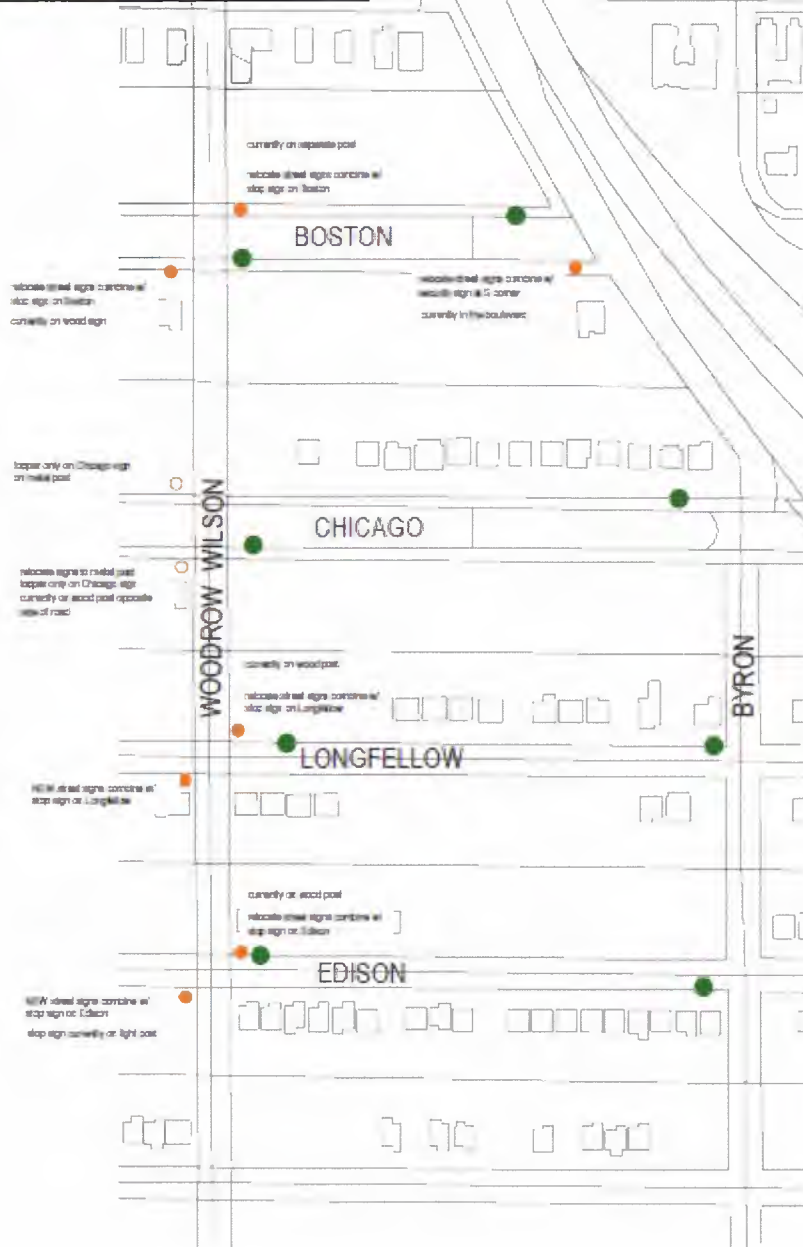 currently on separate post
relocate street signs combine w/
stop sign on Boston
BOSTON
relocate street signs combine w/
stop sign on Boston
currently on wood sign
relocate street signs combine w/
security sign @ S corner
currently in the boulevard
topper only on Chicago sign
on metal post
CHICAGO
WOODROW WILSON
relocate signs to metal post
topper only on Chicago sign
currently on wood post opposite
side of road
currently on wood post
relocate street signs combine w/
stop sign on Longfellow
BYRON
LONGFELLOW
NEW street signs combine w/
stop sign on Longfellow
currently on wood post
relocate street signs combine w/
stop sign on Edison
EDISON
NEW street signs combine w/
stop sign on Edison
stop sign currently on light post